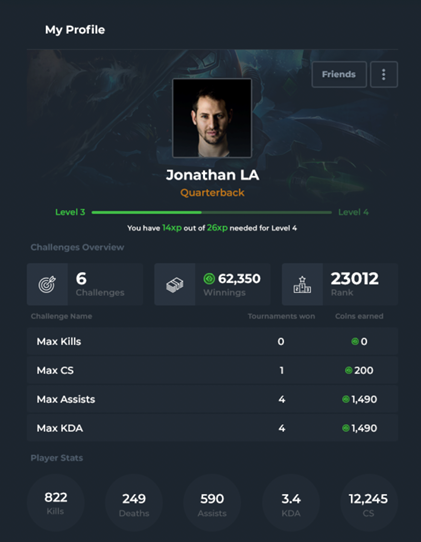 My Profile
Friends
Jonathan LA
Quarterback
Level 3 Level 4
You have 14xp out of 26xp needed for Level 4
Challenges Overview
6 62,350 23012
Challenges Winnings Rank
Challenge Name Tournaments won Coins earned
Max Kills 0 0
Max CS 1 200
Max Assists 4 1,490
Max KDA 4 1,490
Player Stats
822 249 590 3.4 12,245
Kills Deaths Assists KDA CS